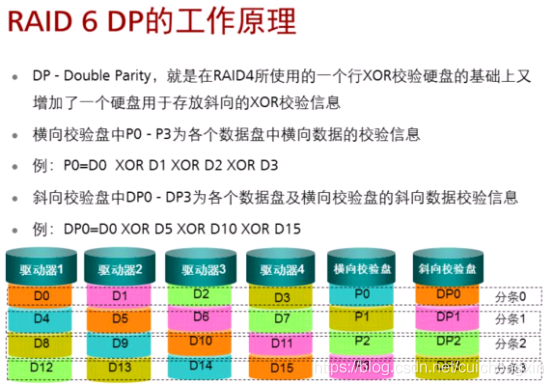 RAID 6 DP的工作原理
• DP - Double Parity，就是在RAID4所使用的一个行XOR校验硬盘的基础上又
增加了一个硬盘用于存放斜向的XOR校验信息
• 横向校验盘中P0 - P3为各个数据盘中横向数据的校验信息
• 例：P0=D0 XOR D1 XOR D2 XOR D3
• 斜向校验盘中DP0 - DP3为各个数据盘及横向校验盘的斜向数据校验信息
• 例：DP0=D0 XOR D5 XOR D10 XOR D15
驱动器1 驱动器2 驱动器3 驱动器4 横向校验盘 斜向校验盘
D0 D1 D2 D3 P0 DP0 分条0
D4 D5 D6 D7 P1 DP1 分条1
D8 D9 D10 D11 P2 DP2 分条2
D12 D13 D14 D15 分条3